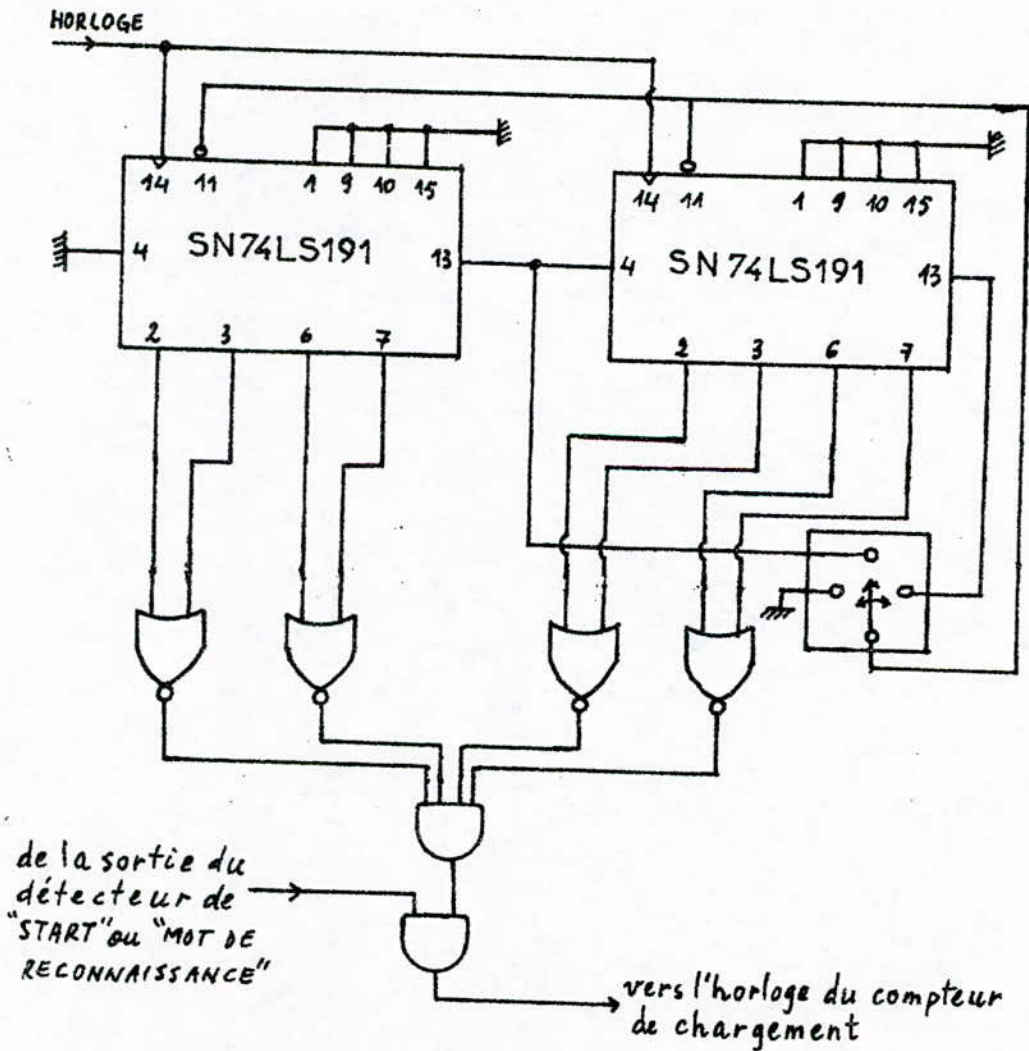 HORLOGE
14 11 1 9 10 15
14 11 1 9 10 15
4 SN74LS191 13
4 SN74LS191 13
2 3 6 7
2 3 6 7
de la sortie du
détecteur de
"START" ou "MOT DE
RECONNAISSANCE"
vers l'horloge du compteur
de chargement